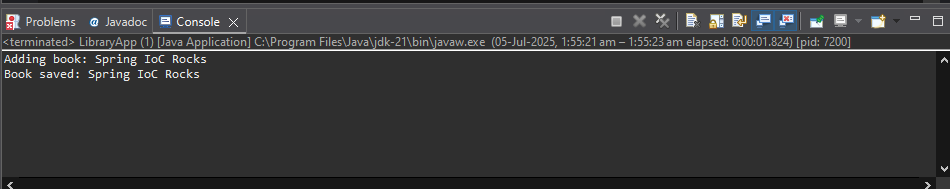 Problems @ Javadoc Console
<terminated> LibraryApp (1) [Java Application] C:\Program Files\Java\jdk-21\bin\javaw.exe (05-Jul-2025, 1:55:21 am – 1:55:23 am elapsed: 0:00:01.824) [pid: 7200]
Adding book: Spring IoC Rocks
Book saved: Spring IoC Rocks